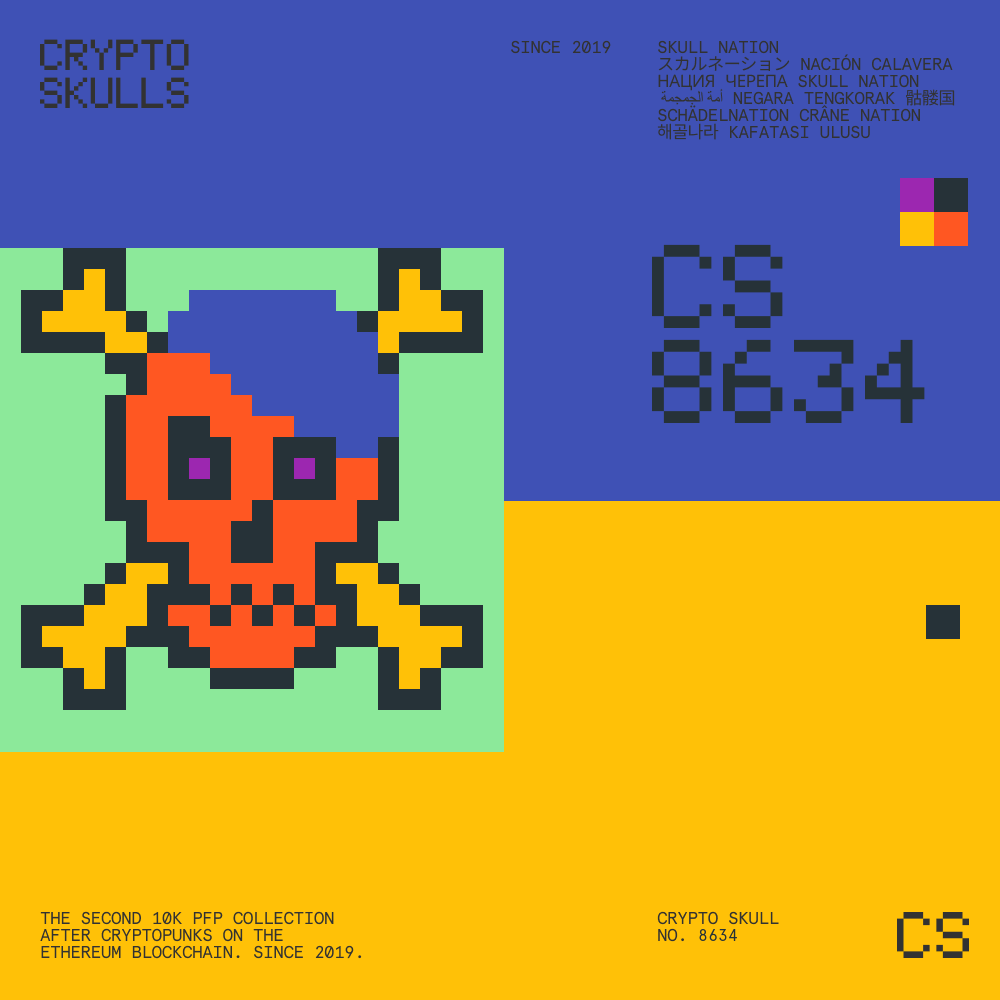 CRYPTO
SKULLS
SINCE 2019
SKULL NATION
スカルネーション NACIÓN CALAVERA
НАЦИЯ ЧЕРЕПА SKULL NATION
أمة الجمجمة NEGARA TENGKORAK 骷髅国
SCHÄDELNATION CRÂNE NATION
해골나라 KAFATASI ULUSU
CS
8634
THE SECOND 10K PFP COLLECTION
AFTER CRYPTOPUNKS ON THE
ETHEREUM BLOCKCHAIN. SINCE 2019.
CRYPTO SKULL
NO. 8634
CS